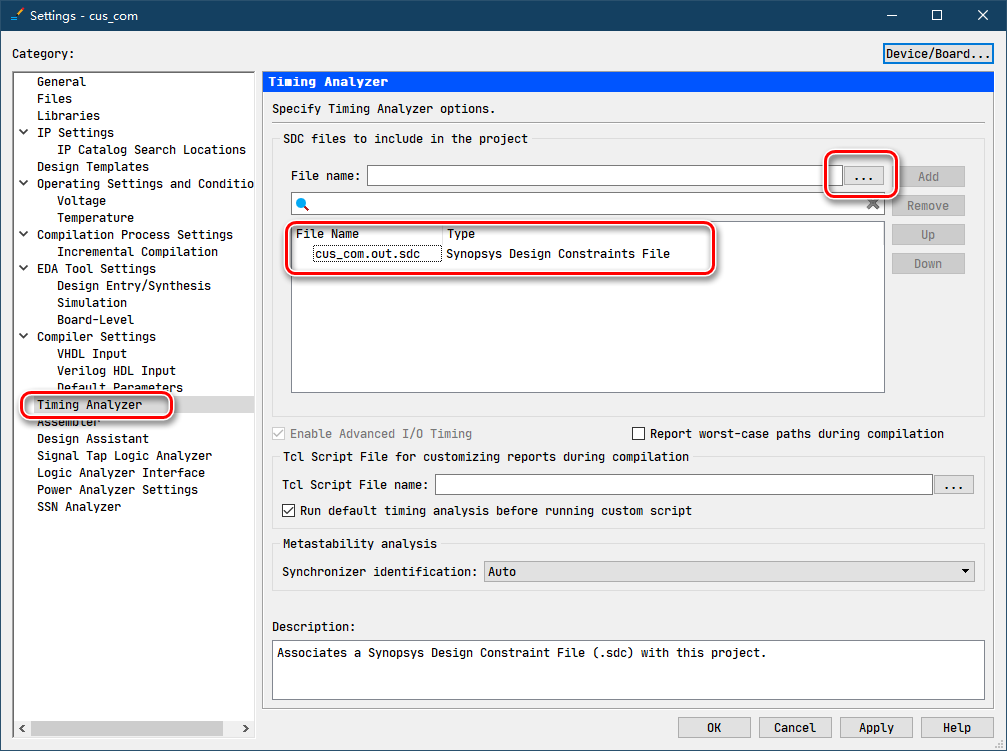 Settings - cus_com
Category:
Device/Board...
General
Files
Libraries
IP Settings
IP Catalog Search Locations
Design Templates
Operating Settings and Conditio
Voltage
Temperature
Compilation Process Settings
Incremental Compilation
EDA Tool Settings
Design Entry/Synthesis
Simulation
Board-Level
Compiler Settings
VHDL Input
Verilog HDL Input
Default Parameters
Timing Analyzer
Assembler
Design Assistant
Signal Tap Logic Analyzer
Logic Analyzer Interface
Power Analyzer Settings
SSN Analyzer
Timing Analyzer
Specify Timing Analyzer options.
SDC files to include in the project
File name: ... Add
Remove
File Name Type Up
cus_com.out.sdc Synopsys Design Constraints File
Down
Enable Advanced I/O Timing Report worst-case paths during compilation
Tcl Script File for customizing reports during compilation
Tcl Script File name: ...
Run default timing analysis before running custom script
Metastability analysis
Synchronizer identification: Auto
Description:
Associates a Synopsys Design Constraint File (.sdc) with this project.
OK Cancel Apply Help